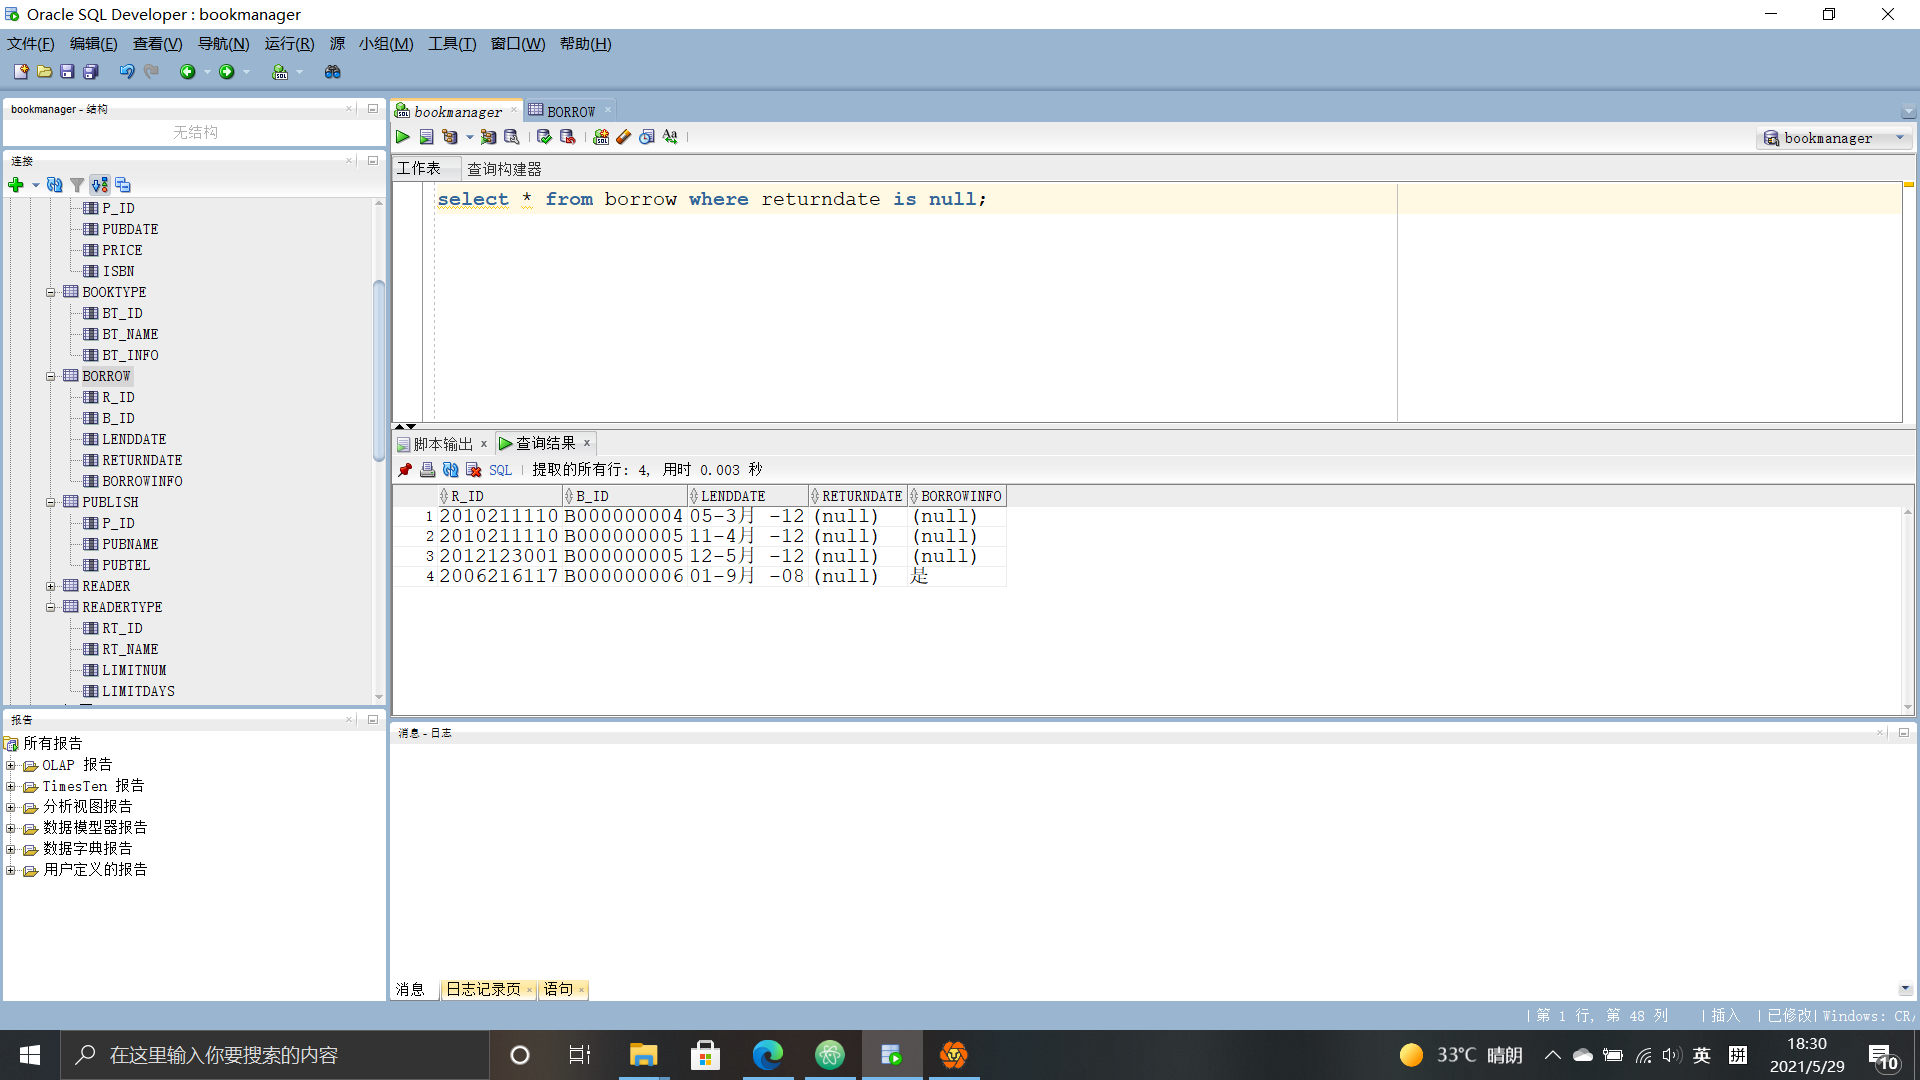 Oracle SQL Developer : bookmanager
文件(F) 编辑(E) 查看(V) 导航(N) 运行(R) 源 小组(M) 工具(T) 窗口(W) 帮助(H)
bookmanager - 结构
无结构
连接
P_ID
PUBDATE
PRICE
ISBN
BOOKTYPE
BT_ID
BT_NAME
BT_INFO
BORROW
R_ID
B_ID
LENDDATE
RETURNDATE
BORROWINFO
PUBLISH
P_ID
PUBNAME
PUBTEL
READER
READERTYPE
RT_ID
RT_NAME
LIMITNUM
LIMITDAYS
报告
所有报告
OLAP 报告
TimesTen 报告
分析视图报告
数据模型器报告
数据字典报告
用户定义的报告
bookmanager BORROW
bookmanager
工作表 查询构建器
select * from borrow where returndate is null;
脚本输出 查询结果
SQL 提取的所有行: 4, 用时 0.003 秒
R_ID B_ID LENDDATE RETURNDATE BORROWINFO
1 2010211110 B000000004 05-3月 -12 (null) (null)
2 2010211110 B000000005 11-4月 -12 (null) (null)
3 2012123001 B000000005 12-5月 -12 (null) (null)
4 2006216117 B000000006 01-9月 -08 (null) 是
消息 - 日志
消息 日志记录页 语句
第 1 行, 第 48 列 插入 已修改 Windows: CR/
在这里输入你要搜索的内容
33°C 晴朗 英 拼 18:30
2021/5/29 10